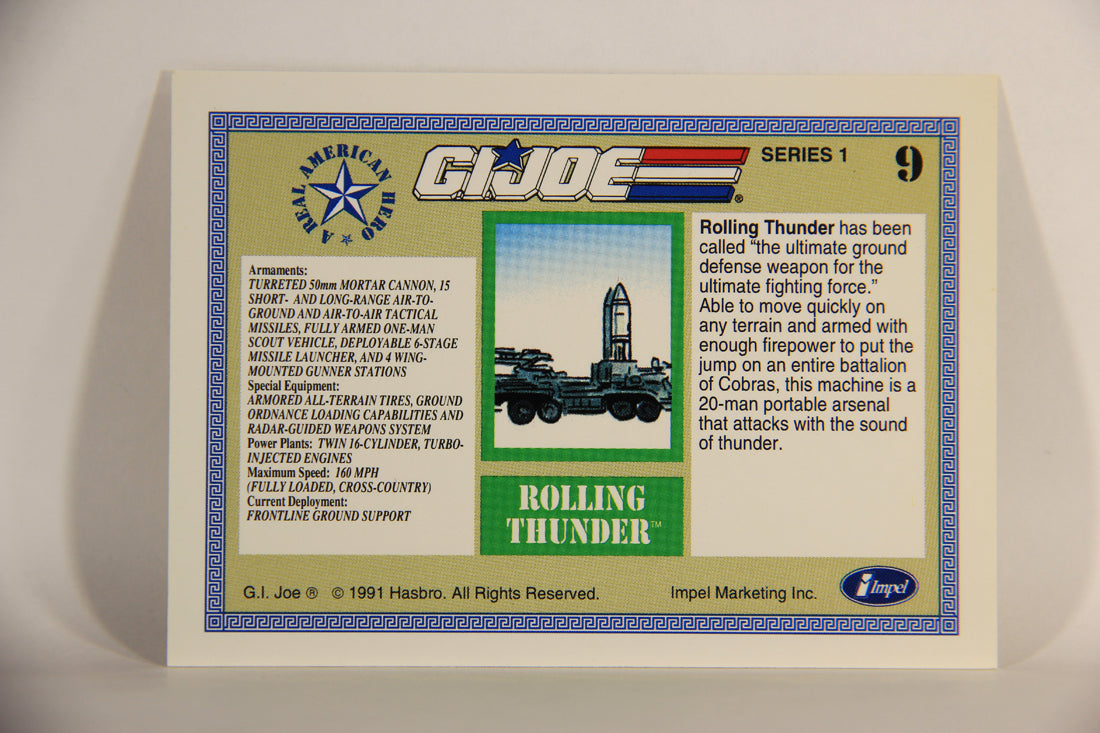 A REAL AMERICAN HERO
G.I. JOE ®
SERIES 1
9
Armaments:
TURRETED 50mm MORTAR CANNON, 15
SHORT- AND LONG-RANGE AIR-TO-
GROUND AND AIR-TO-AIR TACTICAL
MISSILES, FULLY ARMED ONE-MAN
SCOUT VEHICLE, DEPLOYABLE 6-STAGE
MISSILE LAUNCHER, AND 4 WING-
MOUNTED GUNNER STATIONS
Special Equipment:
ARMORED ALL-TERRAIN TIRES, GROUND
ORDNANCE LOADING CAPABILITIES AND
RADAR-GUIDED WEAPONS SYSTEM
Power Plants: TWIN 16-CYLINDER, TURBO-
INJECTED ENGINES
Maximum Speed: 160 MPH
(FULLY LOADED, CROSS-COUNTRY)
Current Deployment:
FRONTLINE GROUND SUPPORT
ROLLING
THUNDER™
Rolling Thunder has been
called “the ultimate ground
defense weapon for the
ultimate fighting force.”
Able to move quickly on
any terrain and armed with
enough firepower to put the
jump on an entire battalion
of Cobras, this machine is a
20-man portable arsenal
that attacks with the sound
of thunder.
G.I. Joe ® © 1991 Hasbro. All Rights Reserved.
Impel Marketing Inc.
Impel